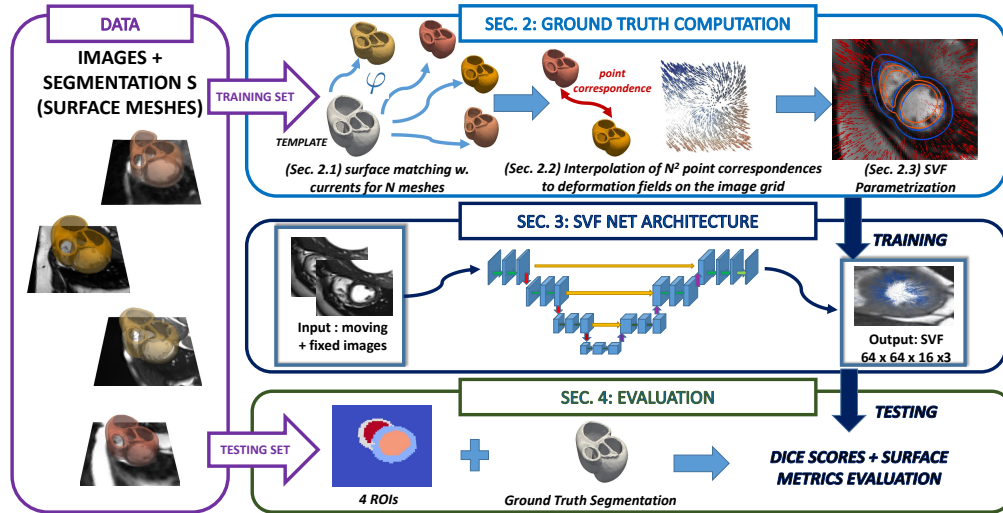 DATA
IMAGES +
SEGMENTATION S
(SURFACE MESHES)
TRAINING SET
TESTING SET
SEC. 2: GROUND TRUTH COMPUTATION
φ
TEMPLATE
(Sec. 2.1) surface matching w.
currents for N meshes
point
correspondence
(Sec. 2.2) Interpolation of N² point correspondences
to deformation fields on the image grid
(Sec. 2.3) SVF
Parametrization
SEC. 3: SVF NET ARCHITECTURE
TRAINING
Input : moving
+ fixed images
Output: SVF
64 x 64 x 16 x3
SEC. 4: EVALUATION
TESTING
4 ROIs
Ground Truth Segmentation
DICE SCORES + SURFACE
METRICS EVALUATION